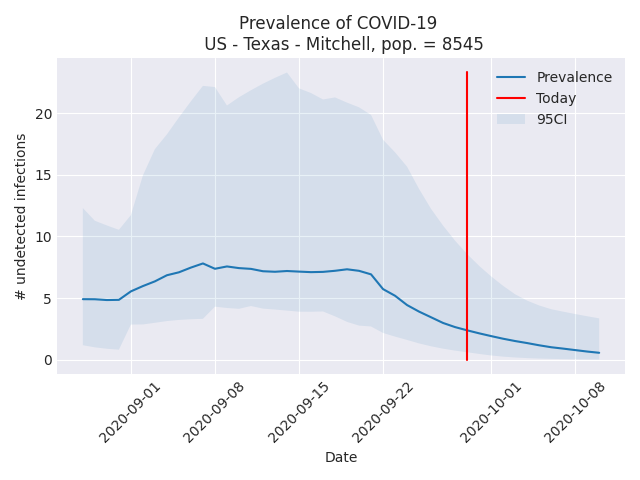 Prevalence of COVID-19
US - Texas - Mitchell, pop. = 8545
Prevalence
Today
95CI
# undetected infections
20
15
10
5
0
2020-09-01
2020-09-08
2020-09-15
2020-09-22
2020-10-01
2020-10-08
Date